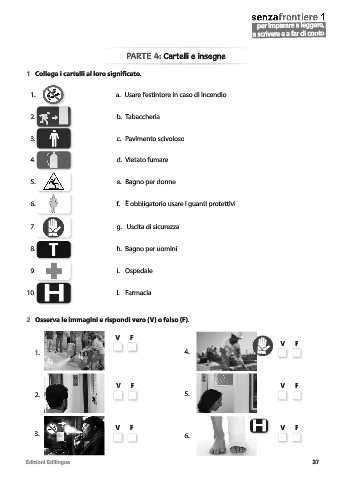 senzafrontiere 1
per imparare a leggere,
a scrivere e a far di conto
PARTE 4: Cartelli e insegne
1 Collega i cartelli al loro significato.
1. a. Usare l'estintore in caso di incendio
2. b. Tabaccheria
3. c. Pavimento scivoloso
4. d. Vietato fumare
5. e. Bagno per donne
6. f. È obbligatorio usare i guanti protettivi
7. g. Uscita di sicurezza
8. T h. Bagno per uomini
9. i. Ospedale
10. H l. Farmacia
2 Osserva le immagini e rispondi vero (V) o falso (F).
1. V F
4. V F
2. V F
5. V F
3. V F
6. H V F
Edizioni Edilingua
37